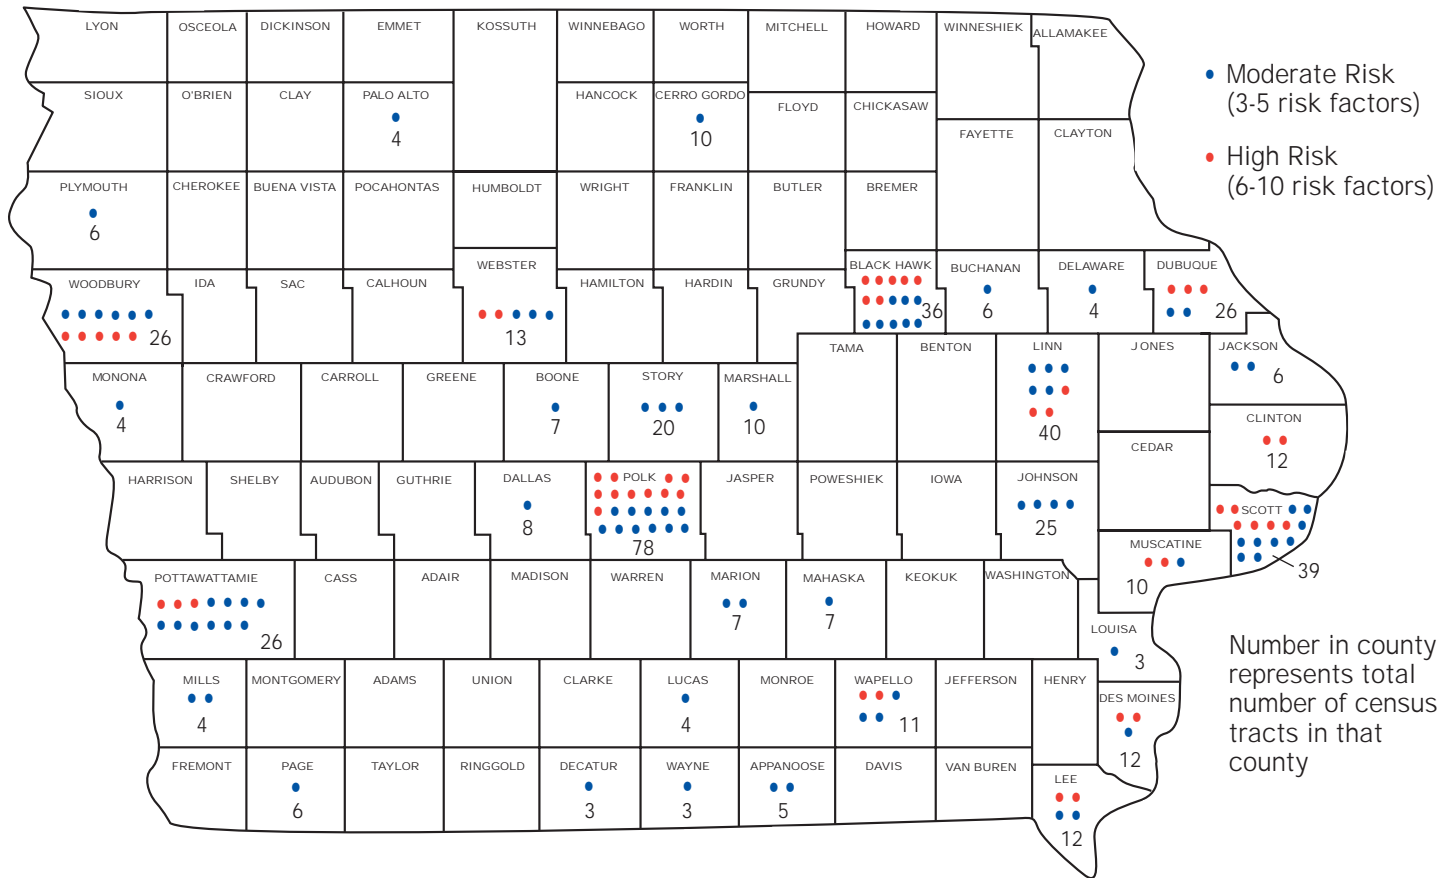 LYON
OSCEOLA
DICKINSON
EMMET
KOSSUTH
WINNEBAGO
WORTH
MITCHELL
HOWARD
WINNESHIEK
ALLAMAKEE
Moderate Risk
(3-5 risk factors)
High Risk
(6-10 risk factors)
SIOUX
O'BRIEN
CLAY
PALO ALTO
4
HANCOCK
CERRO GORDO
10
FLOYD
CHICKASAW
FAYETTE
CLAYTON
PLYMOUTH
6
CHEROKEE
BUENA VISTA
POCAHONTAS
HUMBOLDT
WRIGHT
FRANKLIN
BUTLER
BREMER
WOODBURY
26
IDA
SAC
CALHOUN
WEBSTER
13
HAMILTON
HARDIN
GRUNDY
BLACK HAWK
36
BUCHANAN
6
DELAWARE
4
DUBUQUE
26
TAMA
BENTON
LINN
40
JONES
JACKSON
6
MONONA
4
CRAWFORD
CARROLL
GREENE
BOONE
7
STORY
20
MARSHALL
10
CEDAR
CLINTON
12
HARRISON
SHELBY
AUDUBON
GUTHRIE
DALLAS
8
POLK
78
JASPER
POWESHIEK
IOWA
JOHNSON
25
SCOTT
39
MUSCATINE
10
POTTAWATTAMIE
26
CASS
ADAIR
MADISON
WARREN
MARION
7
MAHASKA
7
KEOKUK
WASHINGTON
LOUISA
3
Number in county
represents total
number of census
tracts in that
county
MILLS
4
MONTGOMERY
ADAMS
UNION
CLARKE
LUCAS
4
MONROE
WAPELLO
11
JEFFERSON
HENRY
DES MOINES
12
FREMONT
PAGE
6
TAYLOR
RINGGOLD
DECATUR
3
WAYNE
3
APPANOOSE
5
DAVIS
VAN BUREN
LEE
12